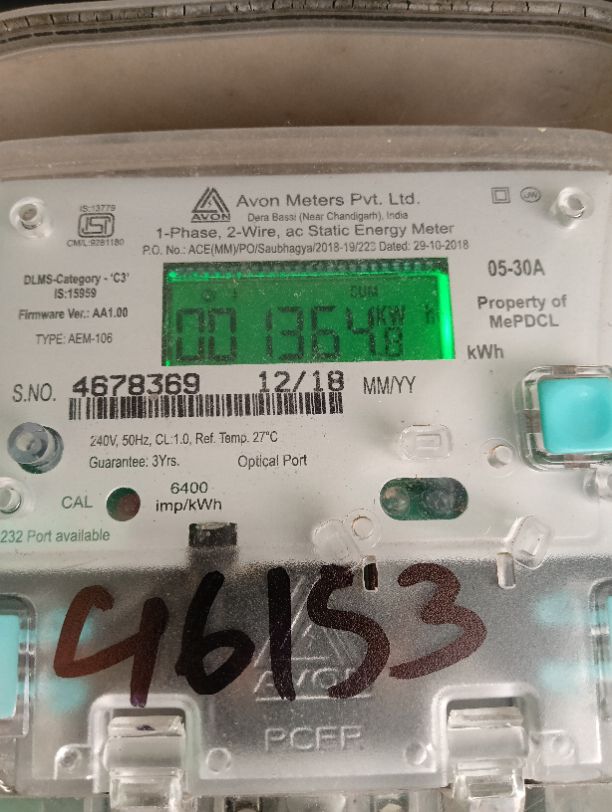 IS:13779
ISI
CM/L:9281180
AVON
Avon Meters Pvt. Ltd.
Dera Bassi (Near Chandigarh), India
1-Phase, 2-Wire, ac Static Energy Meter
P.O. No.: ACE(MM)/PO/Saubhagya/2018-19/223 Dated: 29-10-2018
DLMS-Category - 'C3'
IS:15959
Firmware Ver.: AA1.00
TYPE: AEM-106
CUM
001364.8 KW h
kWh
05-30A
Property of
MePDCL
S.NO. 4678369 12/18 MM/YY
240V, 50Hz, CL:1.0, Ref. Temp. 27°C
Guarantee: 3Yrs. Optical Port
CAL
6400
imp/kWh
232 Port available
46153
AVON